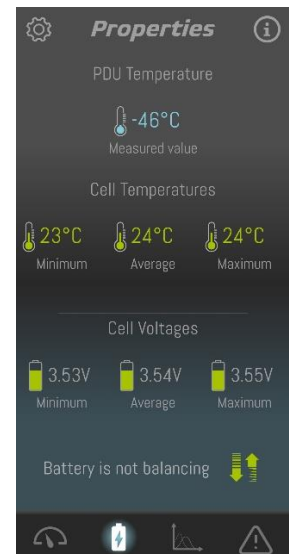 Properties
PDU Temperature
-46°C
Measured value
Cell Temperatures
23°C 24°C 24°C
Minimum Average Maximum
Cell Voltages
3.53V 3.54V 3.55V
Minimum Average Maximum
Battery is not balancing